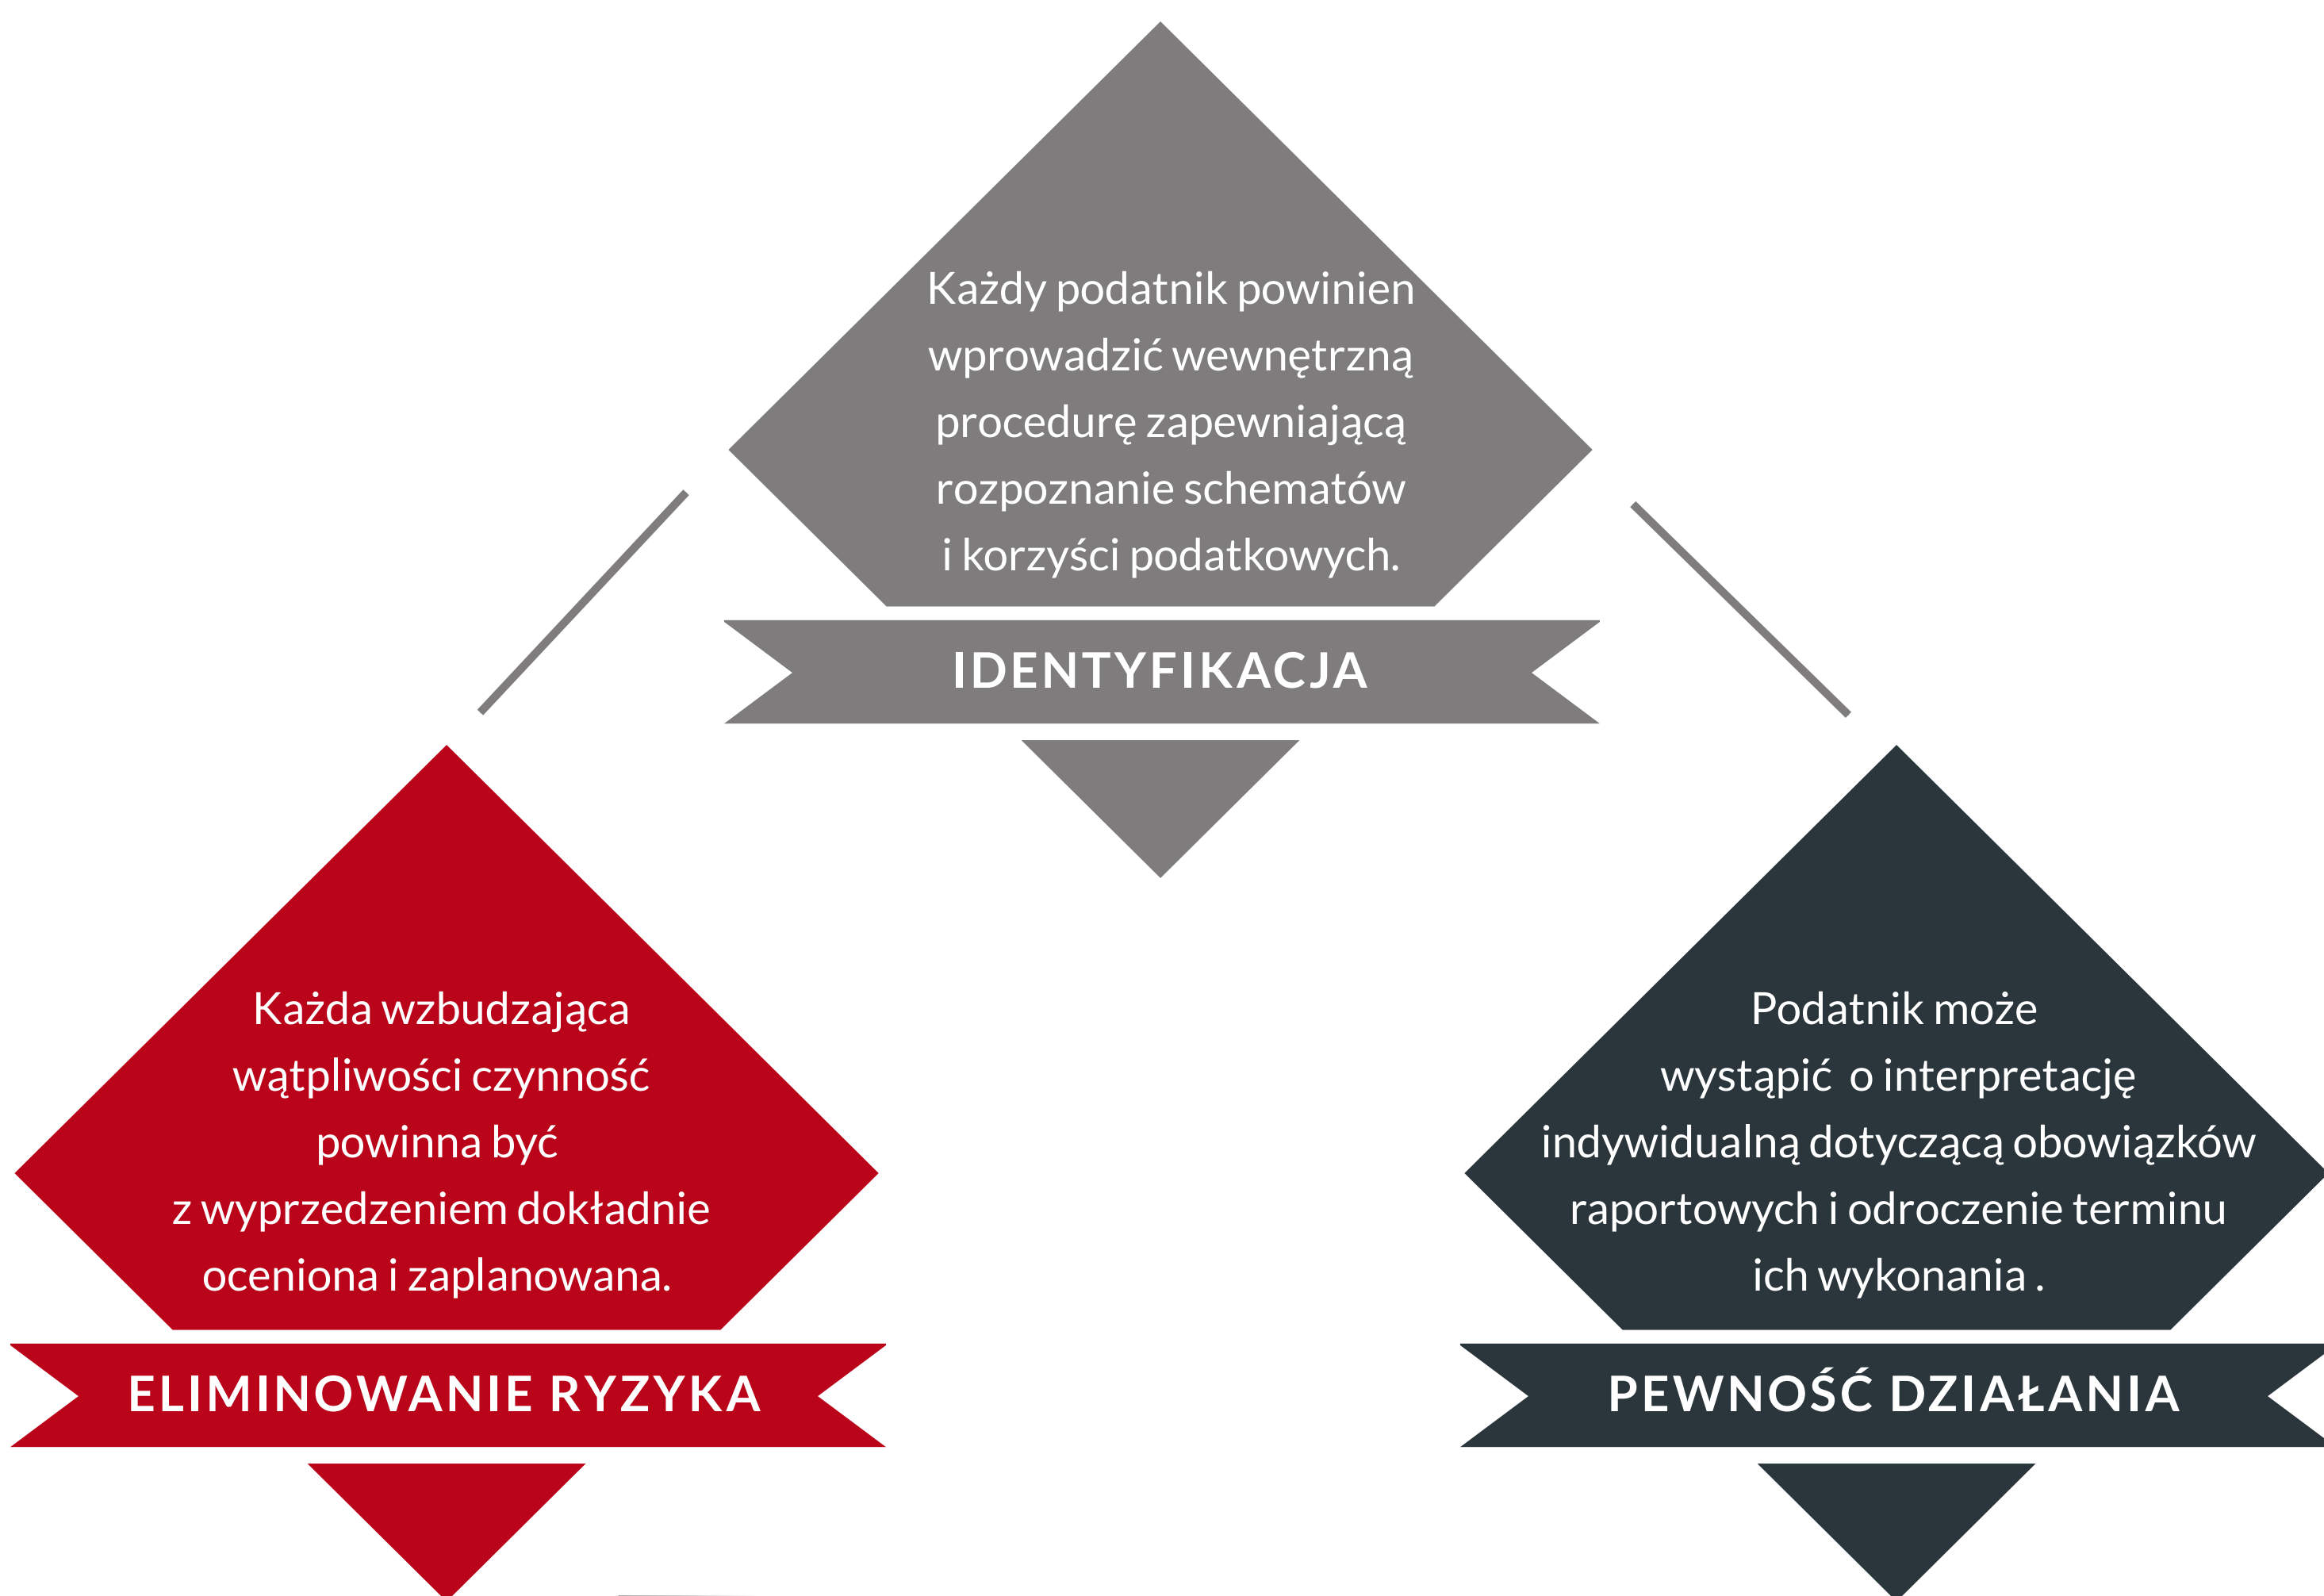 Każdy podatnik powinien
wprowadzić wewnętrzną
procedurę zapewniającą
rozpoznanie schematów
i korzyści podatkowych.
IDENTYFIKACJA
Każda wzbudzająca
wątpliwości czynność
powinna być
z wyprzedzeniem dokładnie
oceniona i zaplanowana.
ELIMINOWANIE RYZYKA
Podatnik może
wystąpić o interpretację
indywidualną dotyczącą obowiązków
raportowych i odroczenie terminu
ich wykonania .
PEWNOŚĆ DZIAŁANIA